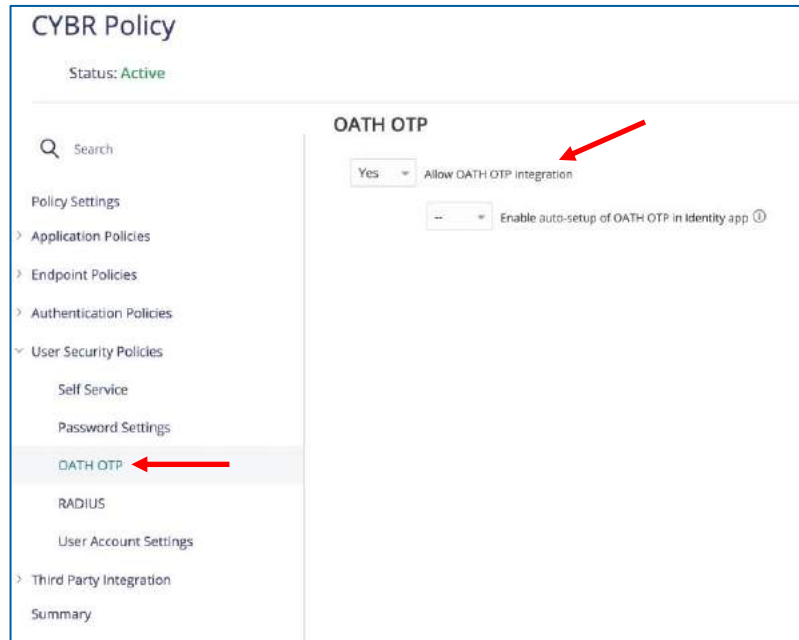 CYBR Policy
Status: Active
Search
Policy Settings
Application Policies
Endpoint Policies
Authentication Policies
User Security Policies
Self Service
Password Settings
OATH OTP
RADIUS
User Account Settings
Third Party Integration
Summary
OATH OTP
Yes Allow OATH OTP integration
-- Enable auto-setup of OATH OTP in Identity app